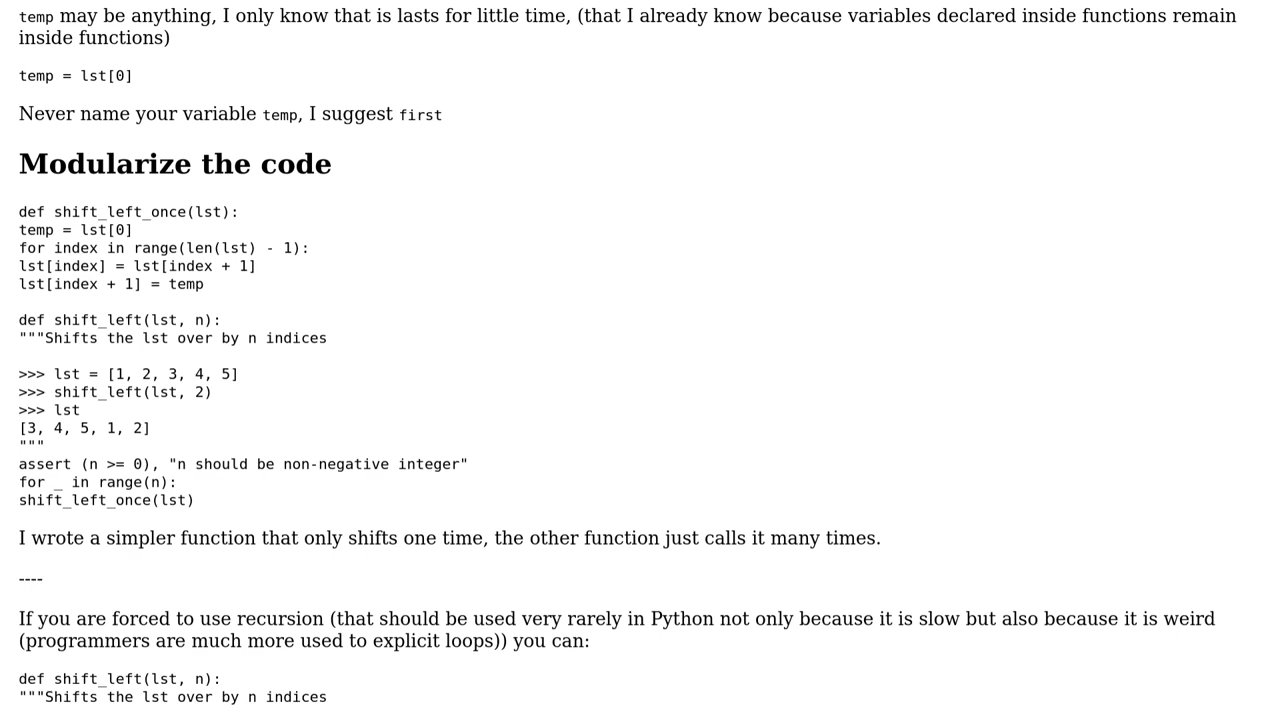 temp may be anything, I only know that is lasts for little time, (that I already know because variables declared inside functions remain
inside functions)
temp = lst[0]
Never name your variable temp, I suggest first
Modularize the code
def shift_left_once(lst):
temp = lst[0]
for index in range(len(lst) - 1):
lst[index] = lst[index + 1]
lst[index + 1] = temp
def shift_left(lst, n):
"""Shifts the lst over by n indices
>>> lst = [1, 2, 3, 4, 5]
>>> shift_left(lst, 2)
>>> lst
[3, 4, 5, 1, 2]
"""
assert (n >= 0), "n should be non-negative integer"
for _ in range(n):
shift_left_once(lst)
I wrote a simpler function that only shifts one time, the other function just calls it many times.
----
If you are forced to use recursion (that should be used very rarely in Python not only because it is slow but also because it is weird
(programmers are much more used to explicit loops)) you can:
def shift_left(lst, n):
"""Shifts the lst over by n indices